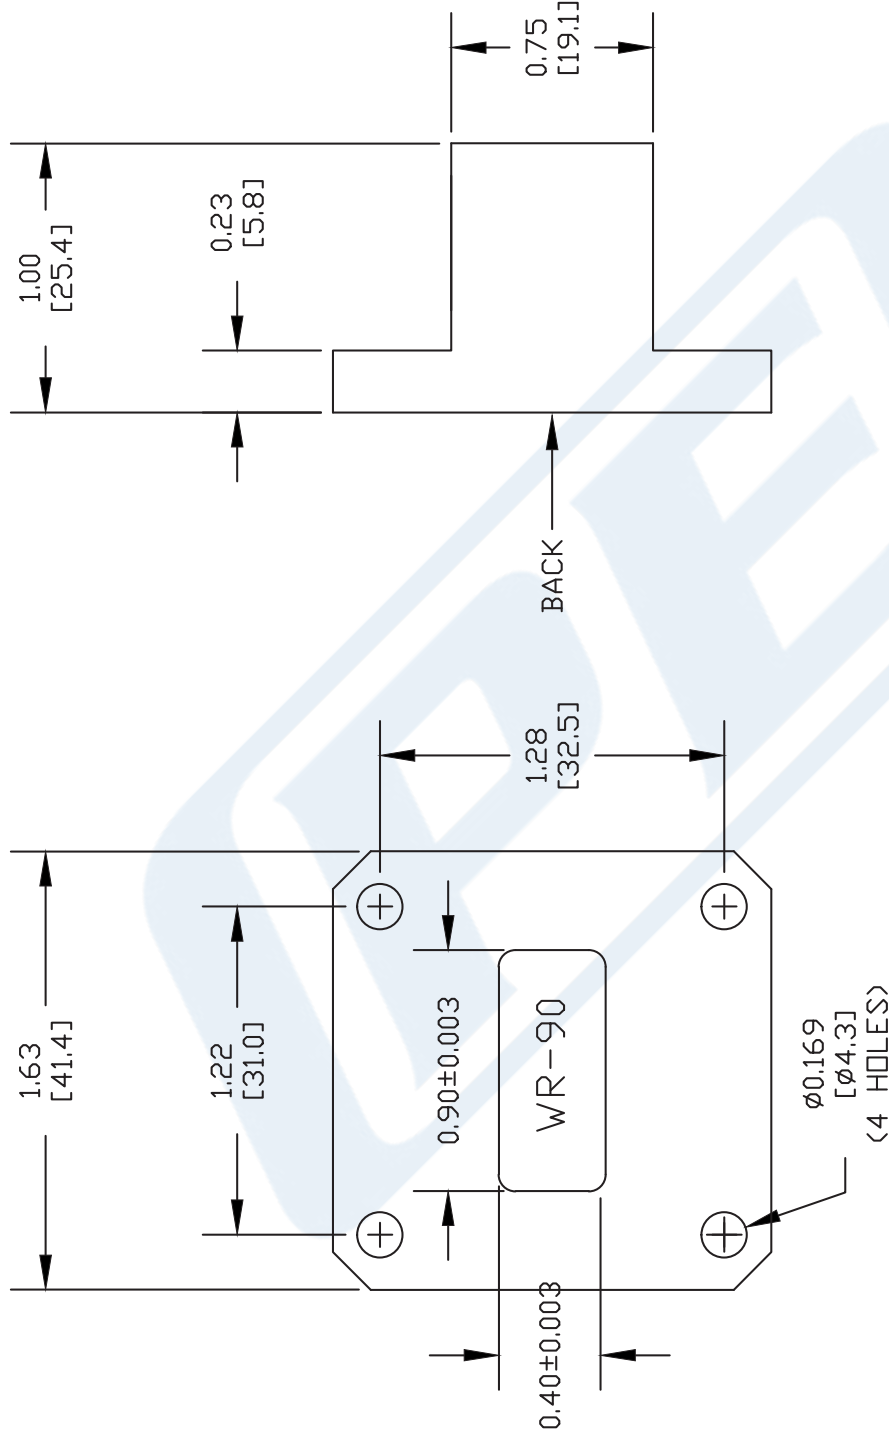 1.63
[41.4]
1.22
[31.0]
0.90±0.003
WR-90
0.40±0.003
1.28
[32.5]
Ø0.169
[Ø4.3]
(4 HOLES)
1.00
[25.4]
0.23
[5.8]
BACK
0.75
[19.1]
PE